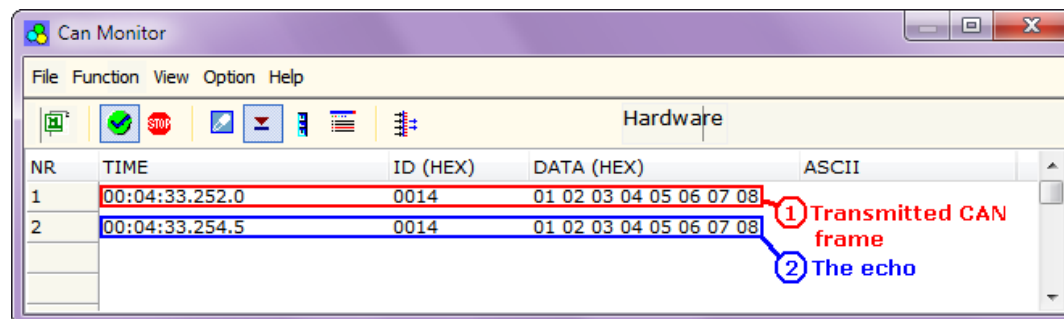 Can Monitor
File Function View Option Help
STOP
Hardware
NR TIME ID (HEX) DATA (HEX) ASCII
1 00:04:33.252.0 0014 01 02 03 04 05 06 07 08
2 00:04:33.254.5 0014 01 02 03 04 05 06 07 08
1 Transmitted CAN
frame
2 The echo